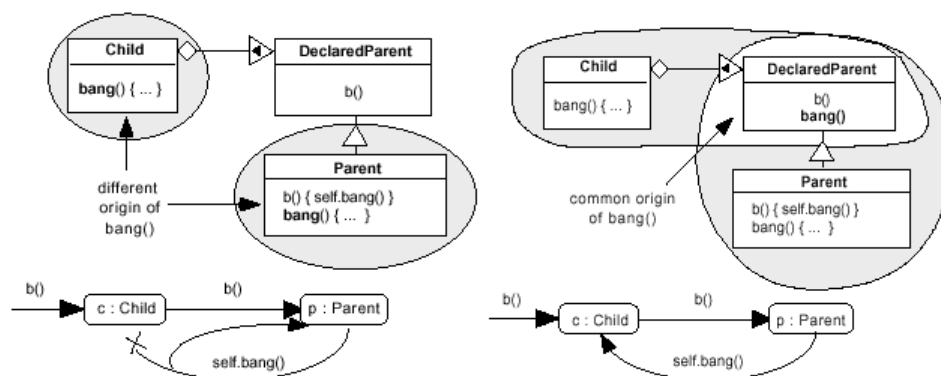 Child
bang() { ... }
DeclaredParent
b()
Parent
b() { self.bang() }
bang() { ... }
different
origin of
bang()
b()
c : Child
b()
p : Parent
self.bang()
Child
bang() { ... }
DeclaredParent
b()
bang()
Parent
b() { self.bang() }
bang() { ... }
common origin
of bang()
b()
c : Child
b()
p : Parent
self.bang()